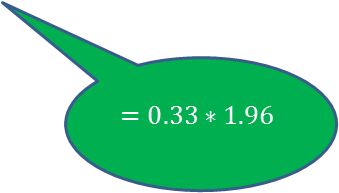 = 0.33 ∗ 1.96